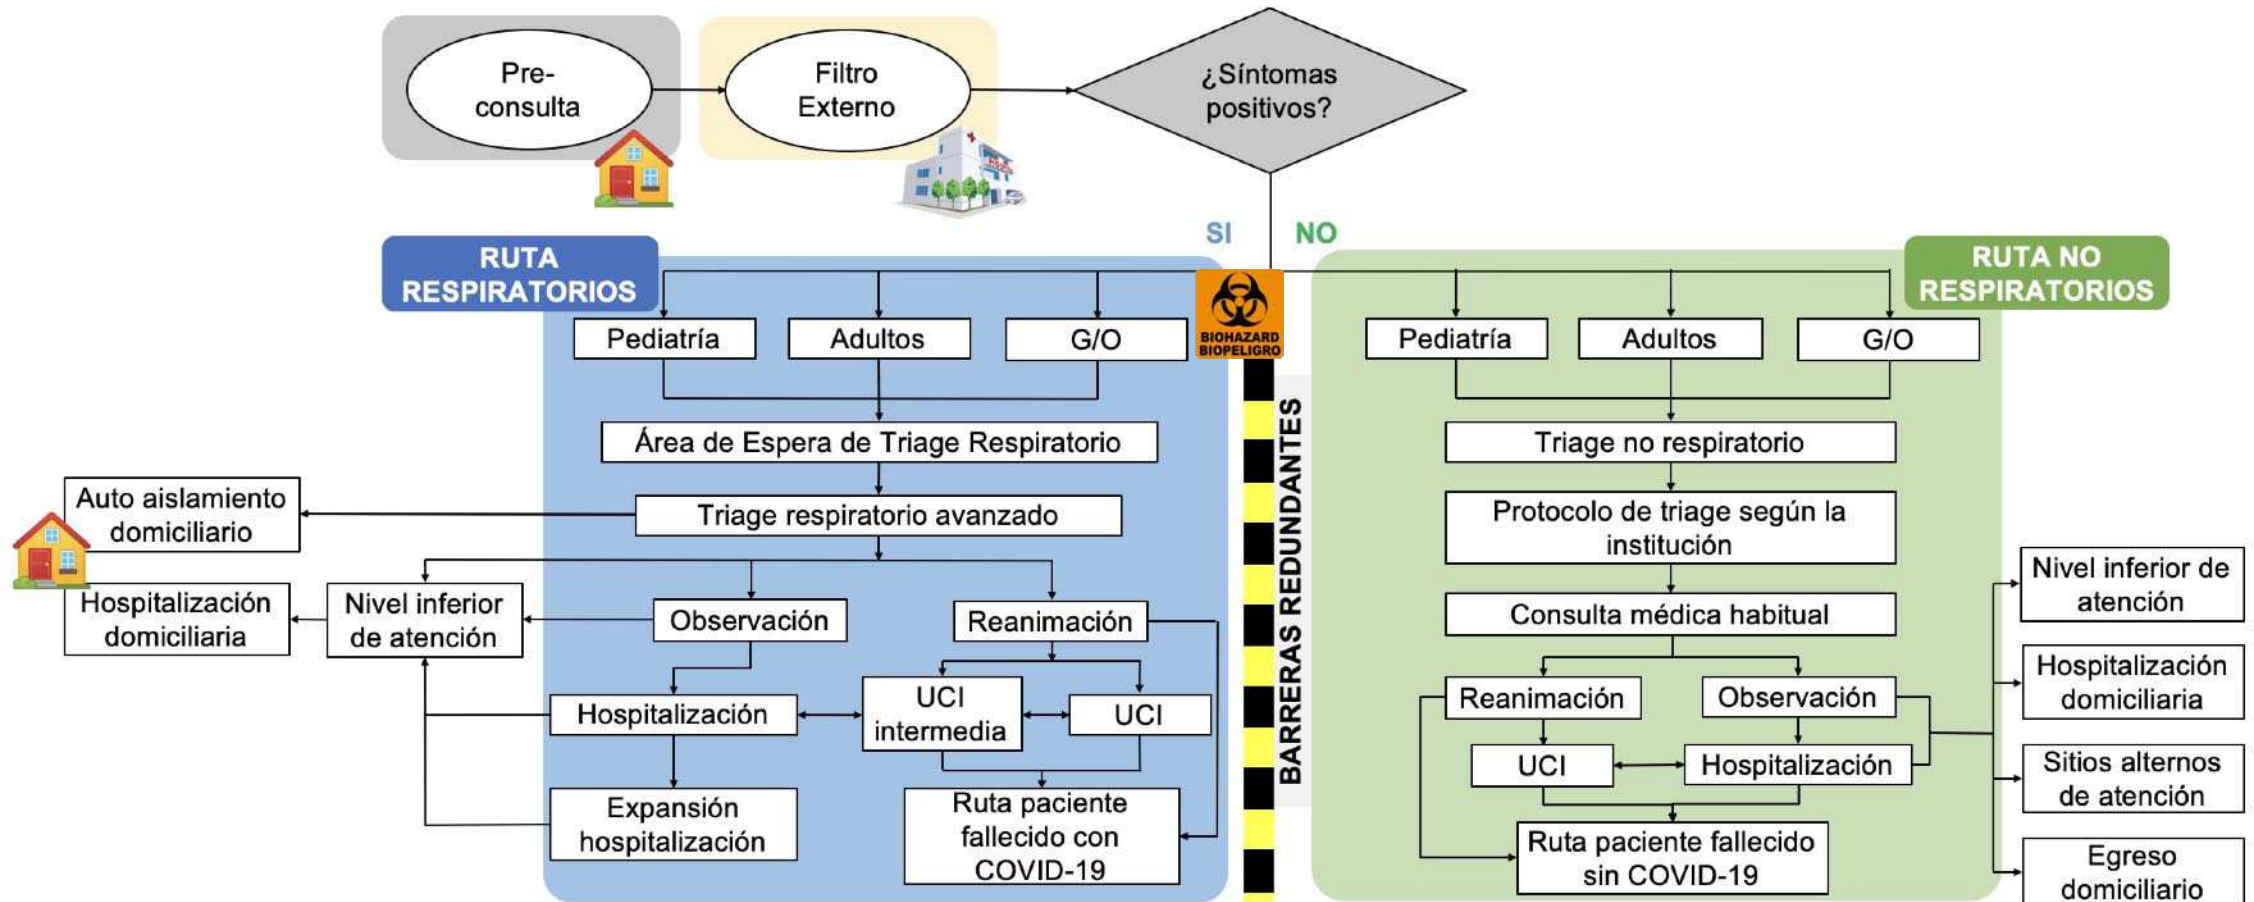 Pre-
consulta
Filtro
Externo
¿Síntomas
positivos?
SI
NO
RUTA
RESPIRATORIOS
RUTA NO
RESPIRATORIOS
Pediatría
Adultos
G/O
BIOHAZARD
BIOPELIGRO
Área de Espera de Triage Respiratorio
Triage respiratorio avanzado
Auto aislamiento
domiciliario
Hospitalización
domiciliaria
Nivel inferior
de atención
Observación
Reanimación
Hospitalización
UCI
intermedia
UCI
Expansión
hospitalización
Ruta paciente
fallecido con
COVID-19
BARRERAS REDUNDANTES
Pediatría
Adultos
G/O
Triage no respiratorio
Protocolo de triage según la
institución
Consulta médica habitual
Reanimación
Observación
UCI
Hospitalización
Ruta paciente fallecido
sin COVID-19
Nivel inferior de
atención
Hospitalización
domiciliaria
Sitios alternos
de atención
Egreso
domiciliario